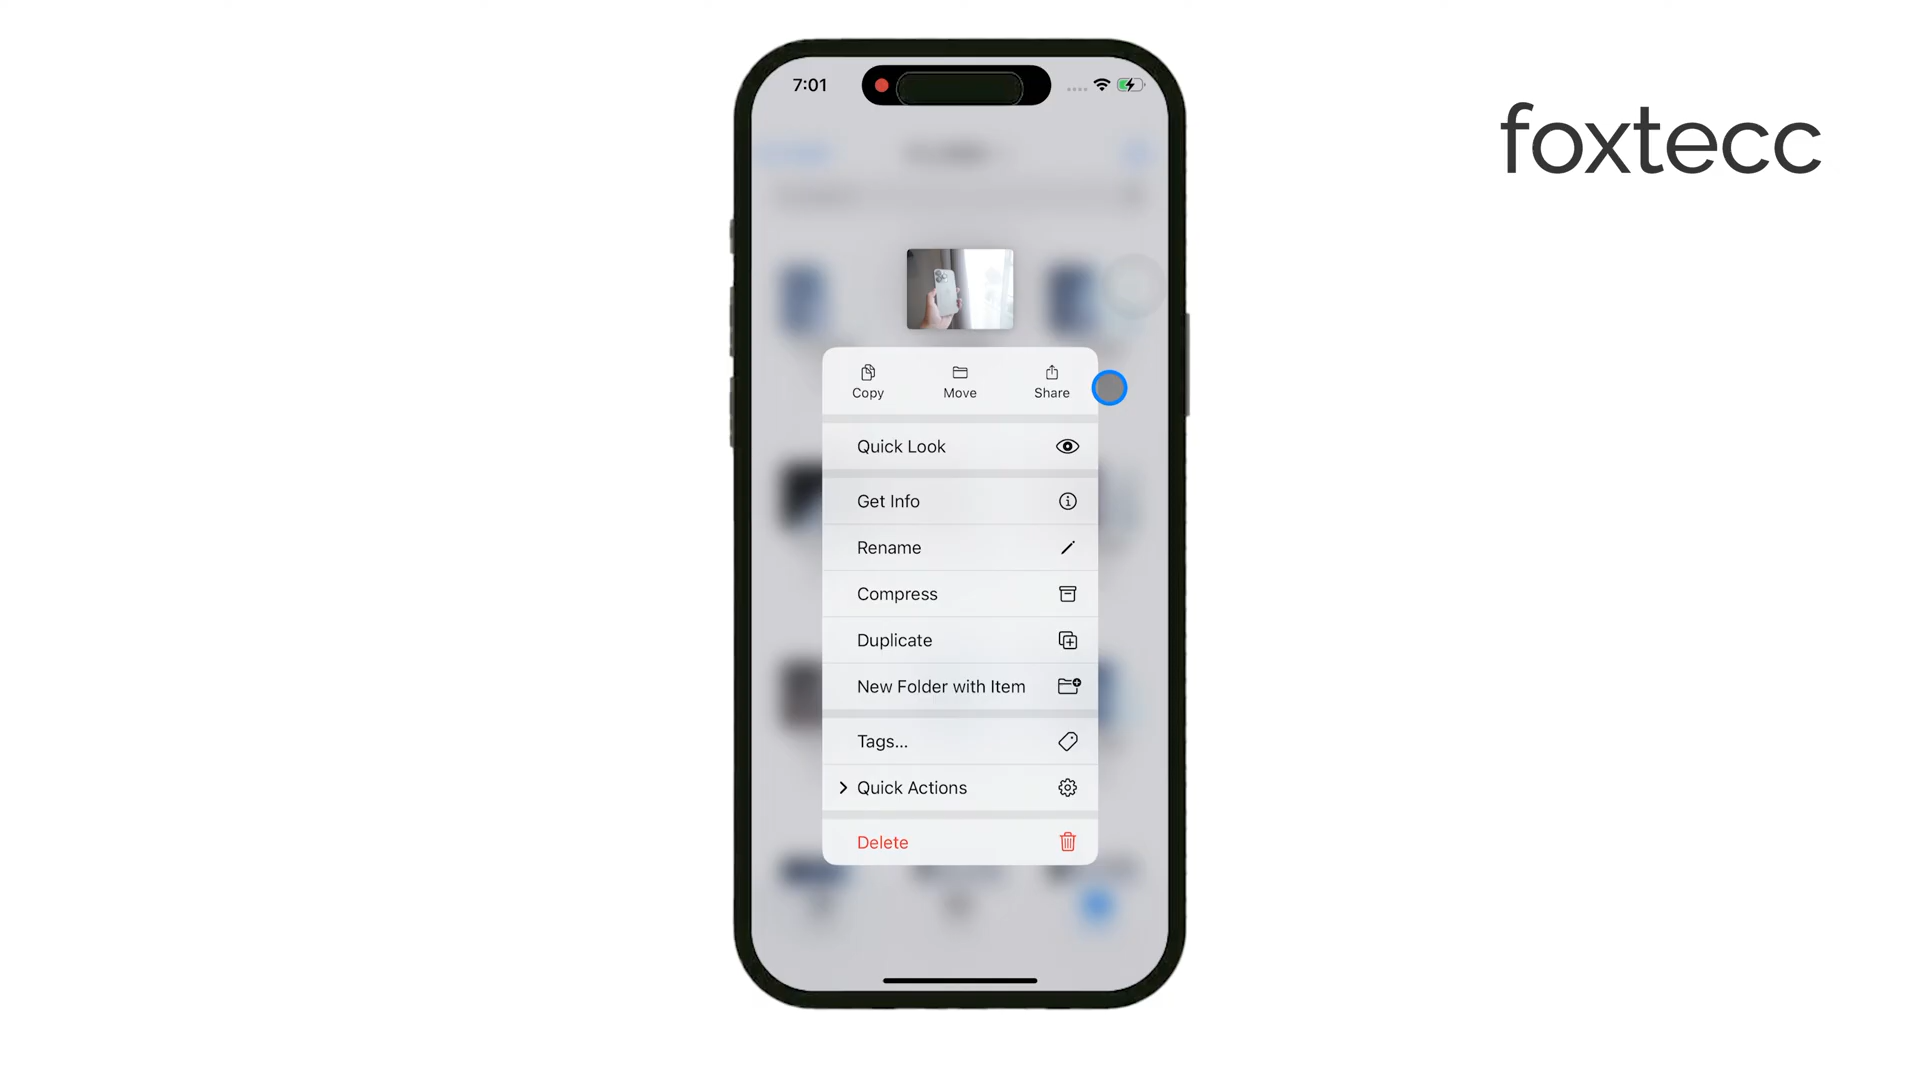 7:01
foxtecc
Copy
Move
Share
Quick Look
Get Info
Rename
Compress
Duplicate
New Folder with Item
Tags...
Quick Actions
Delete